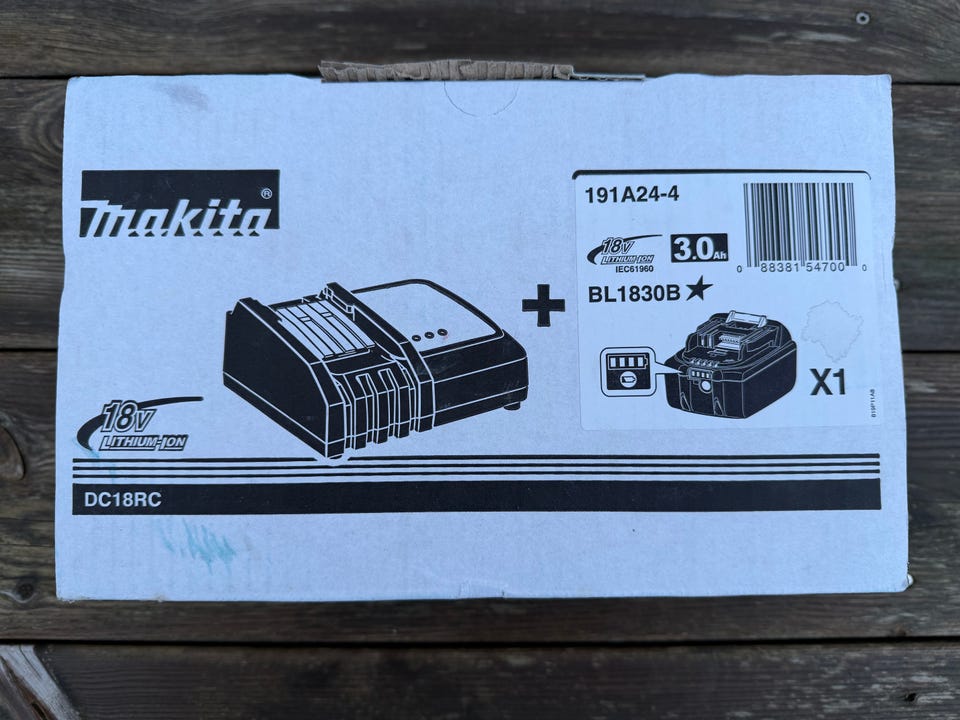 makita®
18V
LITHIUM-ION
DC18RC
+
191A24-4
18V
LITHIUM-ION
IEC61960
3.0Ah
0 88381 54700 0
BL1830B★
X1
819P11A8